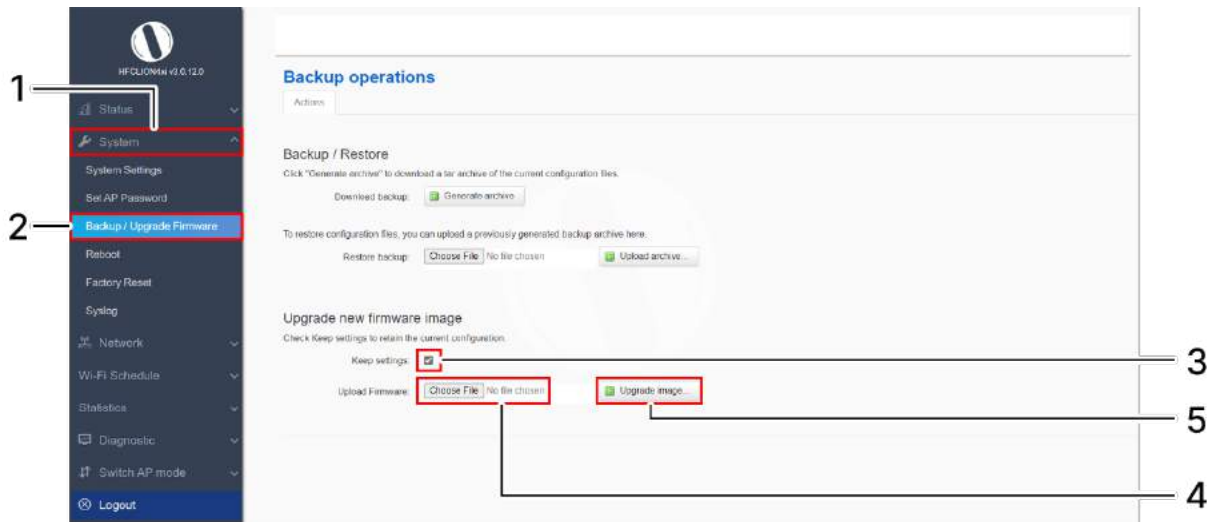 HFCLION4xi v3.0.12.0
1
Status
System
System Settings
Set AP Password
2
Backup / Upgrade Firmware
Reboot
Factory Reset
Syslog
Network
Wi-Fi Schedule
Statistics
Diagnostic
Switch AP mode
Logout
Backup operations
Actions
Backup / Restore
Click "Generate archive" to download a tar archive of the current configuration files.
Download backup: Generate archive
To restore configuration files, you can upload a previously generated backup archive here.
Restore backup: Choose File No file chosen Upload archive...
Upgrade new firmware image
Check Keep settings to retain the current configuration.
Keep settings: 3
Upload Firmware: Choose File No file chosen Upgrade image...
5
4